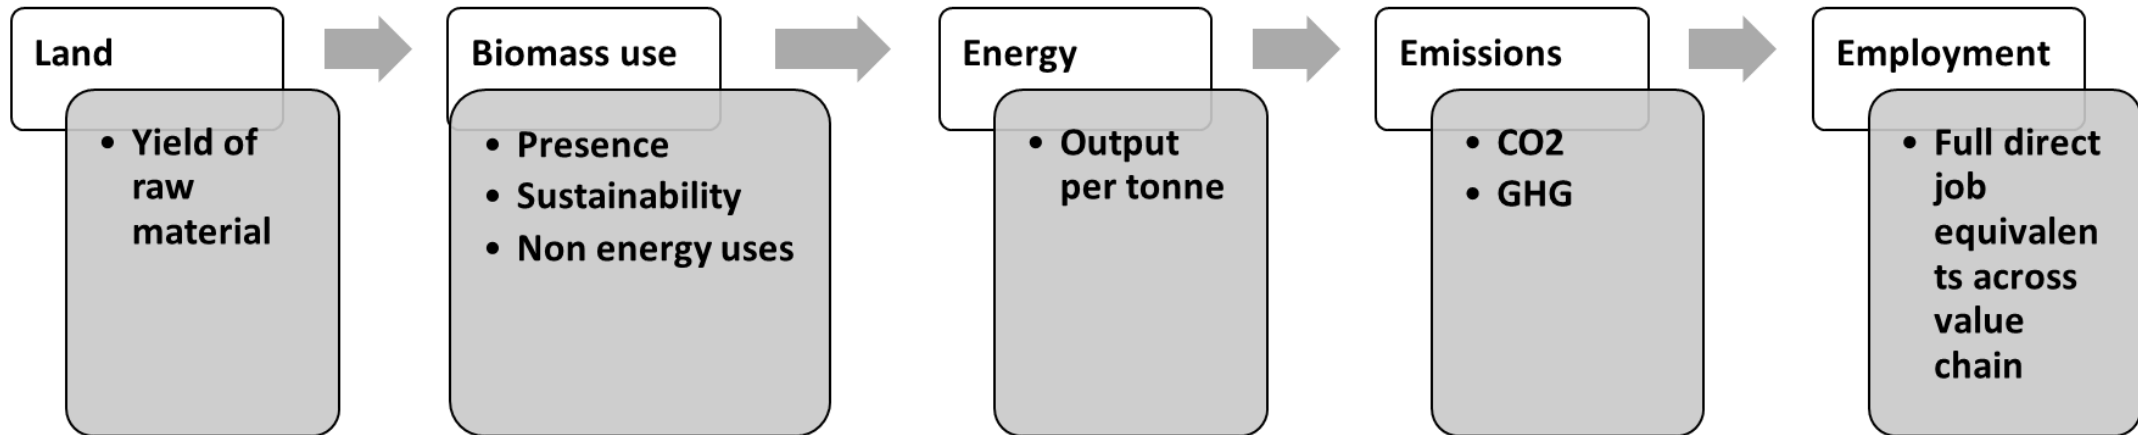 Land
• Yield of
raw
material
Biomass use
• Presence
• Sustainability
• Non energy uses
Energy
• Output
per tonne
Emissions
• CO2
• GHG
Employment
• Full direct
job
equivalen
ts across
value
chain